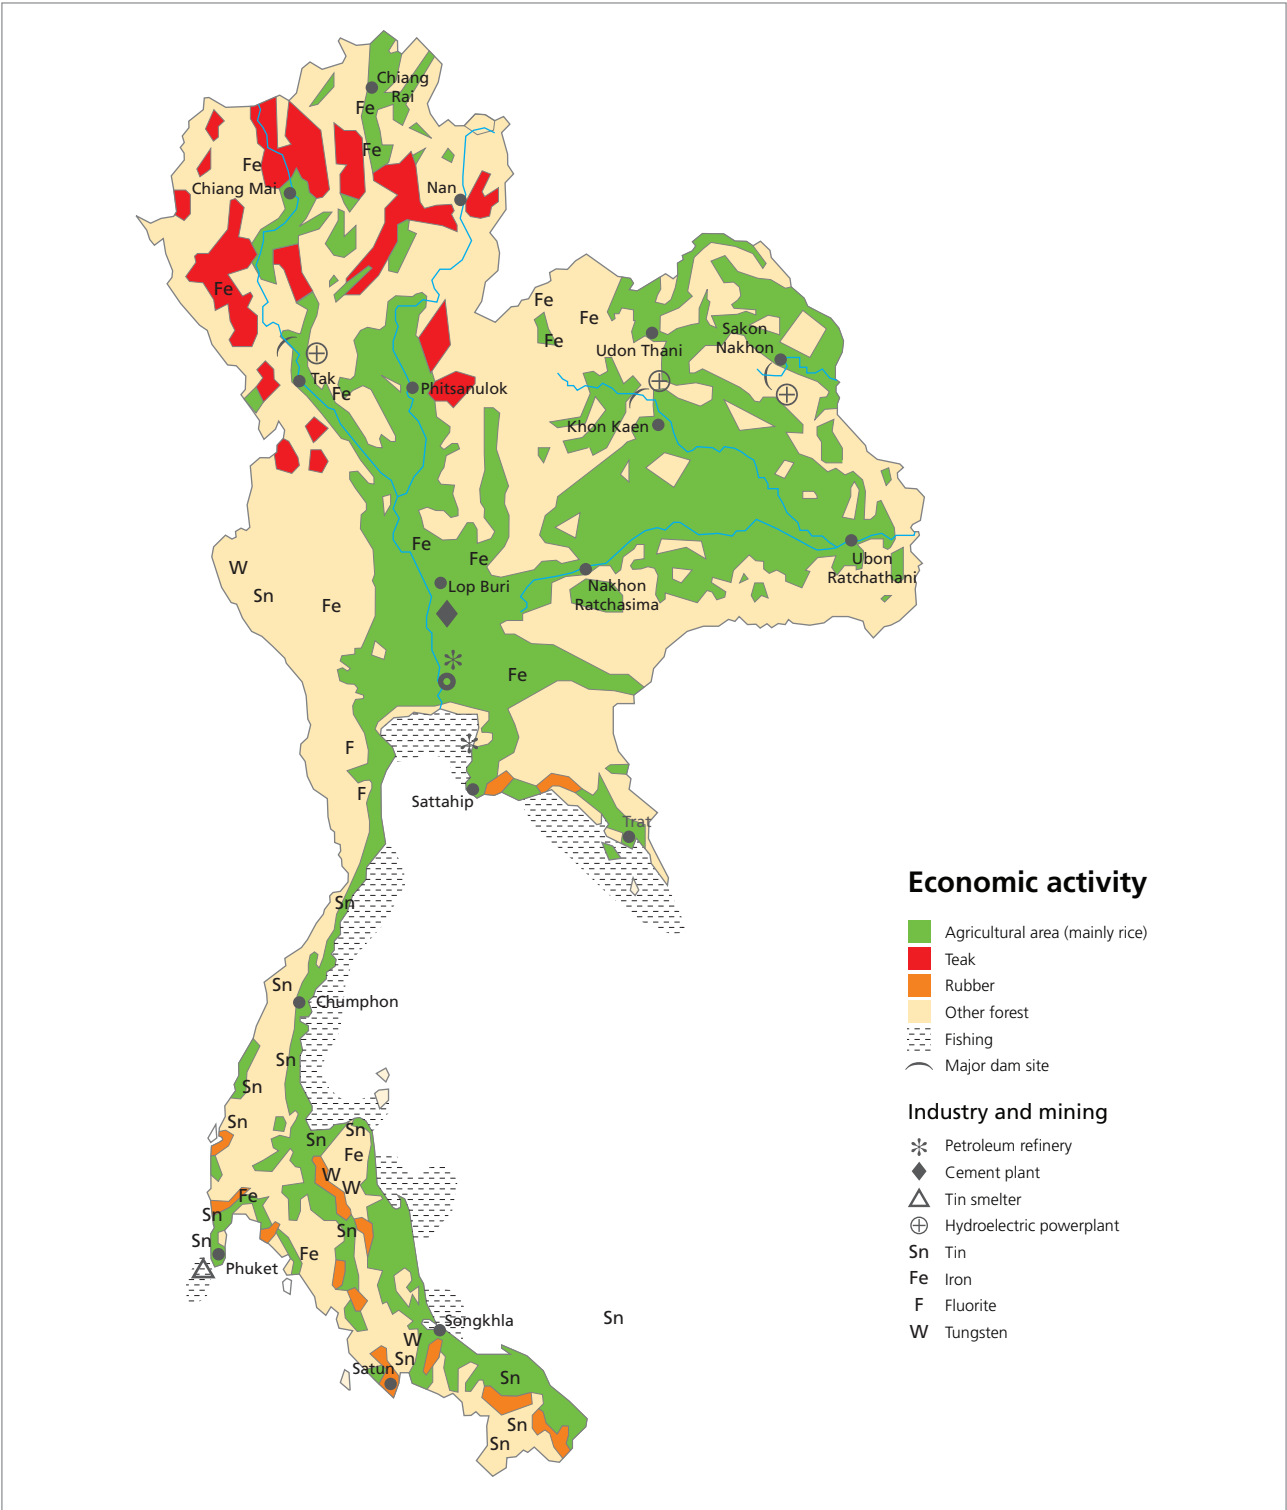 Chiang
Rai
Fe
Fe
Fe
Chiang Mai
Nan
Fe
Fe
Fe
Fe
Sakon
Nakhon
Udon Thani
Tak
Fe
Phitsanulok
Khon Kaen
Fe
Fe
W
Sn
Fe
Lop Buri
Nakhon
Ratchasima
Ubon
Ratchathani
Fe
F
F
Sattahip
Trat
Sn
Sn
Chumphon
Sn
Sn
Sn
Sn
Sn
Fe
W
W
Fe
Sn
Sn
Sn
Fe
Phuket
Songkhla
Sn
W
Sn
Satun
Sn
Sn
Sn
Economic activity
Agricultural area (mainly rice)
Teak
Rubber
Other forest
Fishing
Major dam site
Industry and mining
Petroleum refinery
Cement plant
Tin smelter
Hydroelectric powerplant
Sn Tin
Fe Iron
F Fluorite
W Tungsten